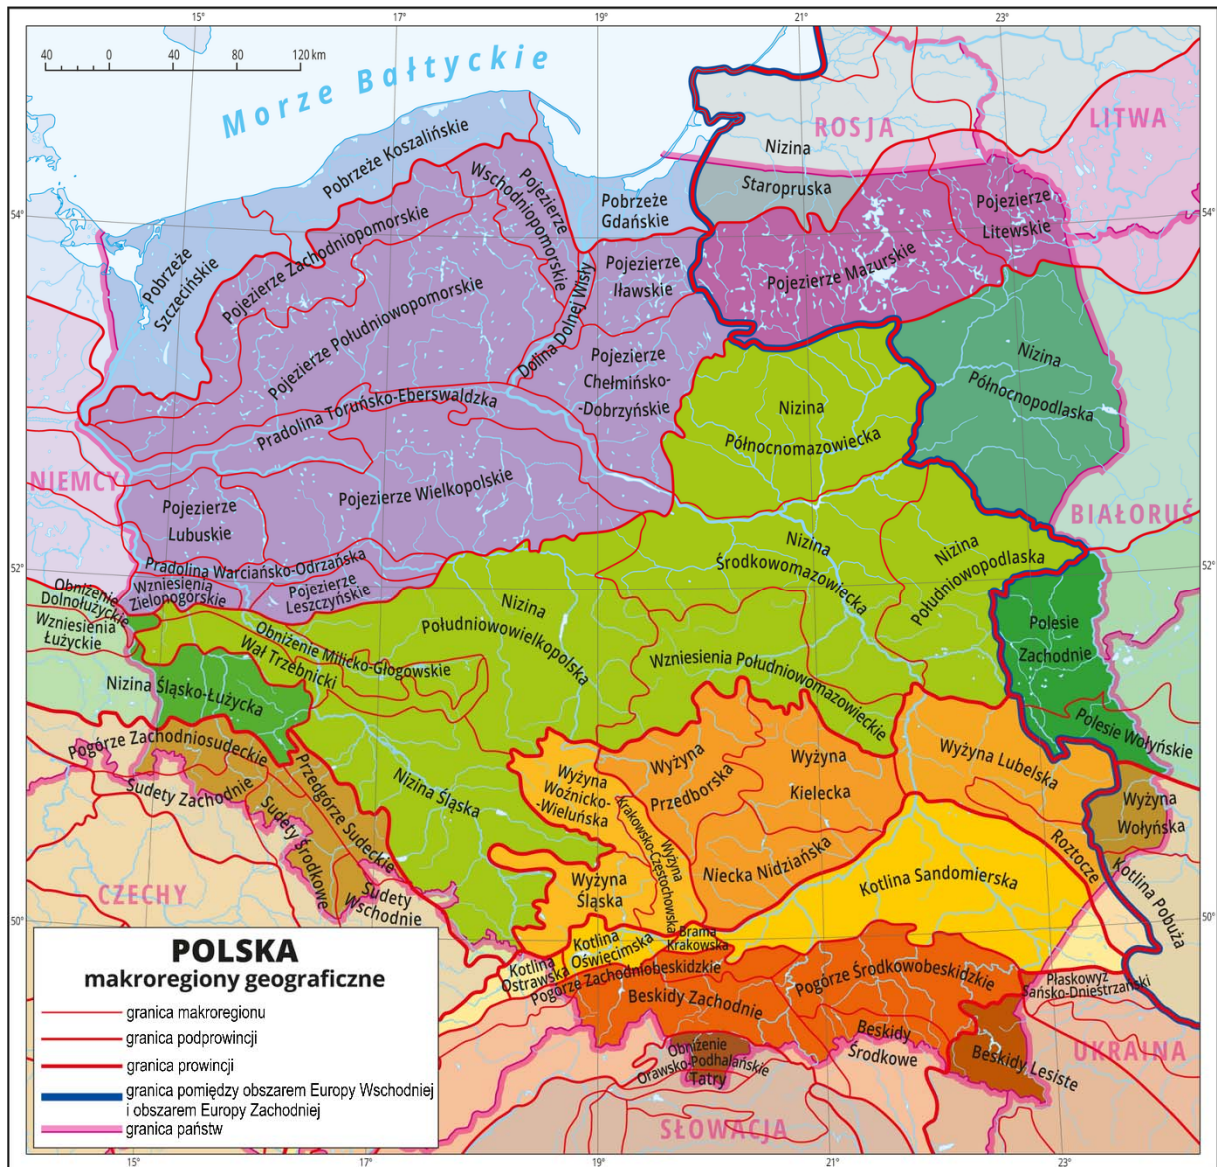 15°
17°
19°
21°
23°
40
0
40
80
120 km
Morze Bałtyckie
ROSJA
LITWA
Nizina
Staropruska
Pobrzeże Koszalińskie
Pojezierze
Wschodniopomorskie
Pobrzeże
Gdańskie
Pojezierze
Litewskie
54°
54°
Pobrzeże
Szczecińskie
Pojezierze Zachodniopomorskie
Pojezierze
Iławskie
Pojezierze Mazurskie
Pojezierze Południowopomorskie
Dolina Dolnej Wisły
Pojezierze
Chełmińsko-
-Dobrzyńskie
Nizina
Północnopodlaska
Nizina
Północnomazowiecka
Pradolina Toruńsko-Eberswaldzka
NIEMCY
Pojezierze Wielkopolskie
Pojezierze
Lubuskie
BIAŁORUŚ
52°
52°
Pradolina Warciańsko-Odrzańska
Wzniesienia
Zielonogórskie
Pojezierze
Leszczyńskie
Nizina
Środkowomazowiecka
Nizina
Południowopodlaska
Obniżenie
Dolnołużyckie
Wzniesienia
Łużyckie
Nizina
Południowowielkopolska
Obniżenie Milicko-Głogowskie
Wał Trzebnicki
Polesie
Zachodnie
Wzniesienia Południowomazowieckie
Nizina Śląsko-Łużycka
Polesie Wołyńskie
Pogórze Zachodniosudeckie
Sudety Zachodnie
Przedgórze Sudeckie
Sudety Środkowe
Sudety
Wschodnie
Nizina Śląska
Wyżyna
Woźnicko-
-Wieluńska
Wyżyna
Przedborska
Wyżyna
Kielecka
Wyżyna Lubelska
Wyżyna
Wołyńska
Wyżyna
Krakowsko-Częstochowska
Niecka Nidziańska
Roztocze
Kotlina Pobuża
Wyżyna
Śląska
Kotlina Sandomierska
CZECHY
50°
50°
Kotlina
Ostrawska
Kotlina
Oświęcimska
Brama
Krakowska
Pogórze Zachodniobeskidzkie
Pogórze Środkowobeskidzkie
Płaskowyż
Sańsko-Dniestrzański
Beskidy Zachodnie
Beskidy
Środkowe
Beskidy Lesiste
UKRAINA
Obniżenie
Orawsko-Podhalańskie
Tatry
SŁOWACJA
POLSKA
makroregiony geograficzne
granica makroregionu
granica podprowincji
granica prowincji
granica pomiędzy obszarem Europy Wschodniej
i obszarem Europy Zachodniej
granica państw
15°
17°
19°
21°
23°